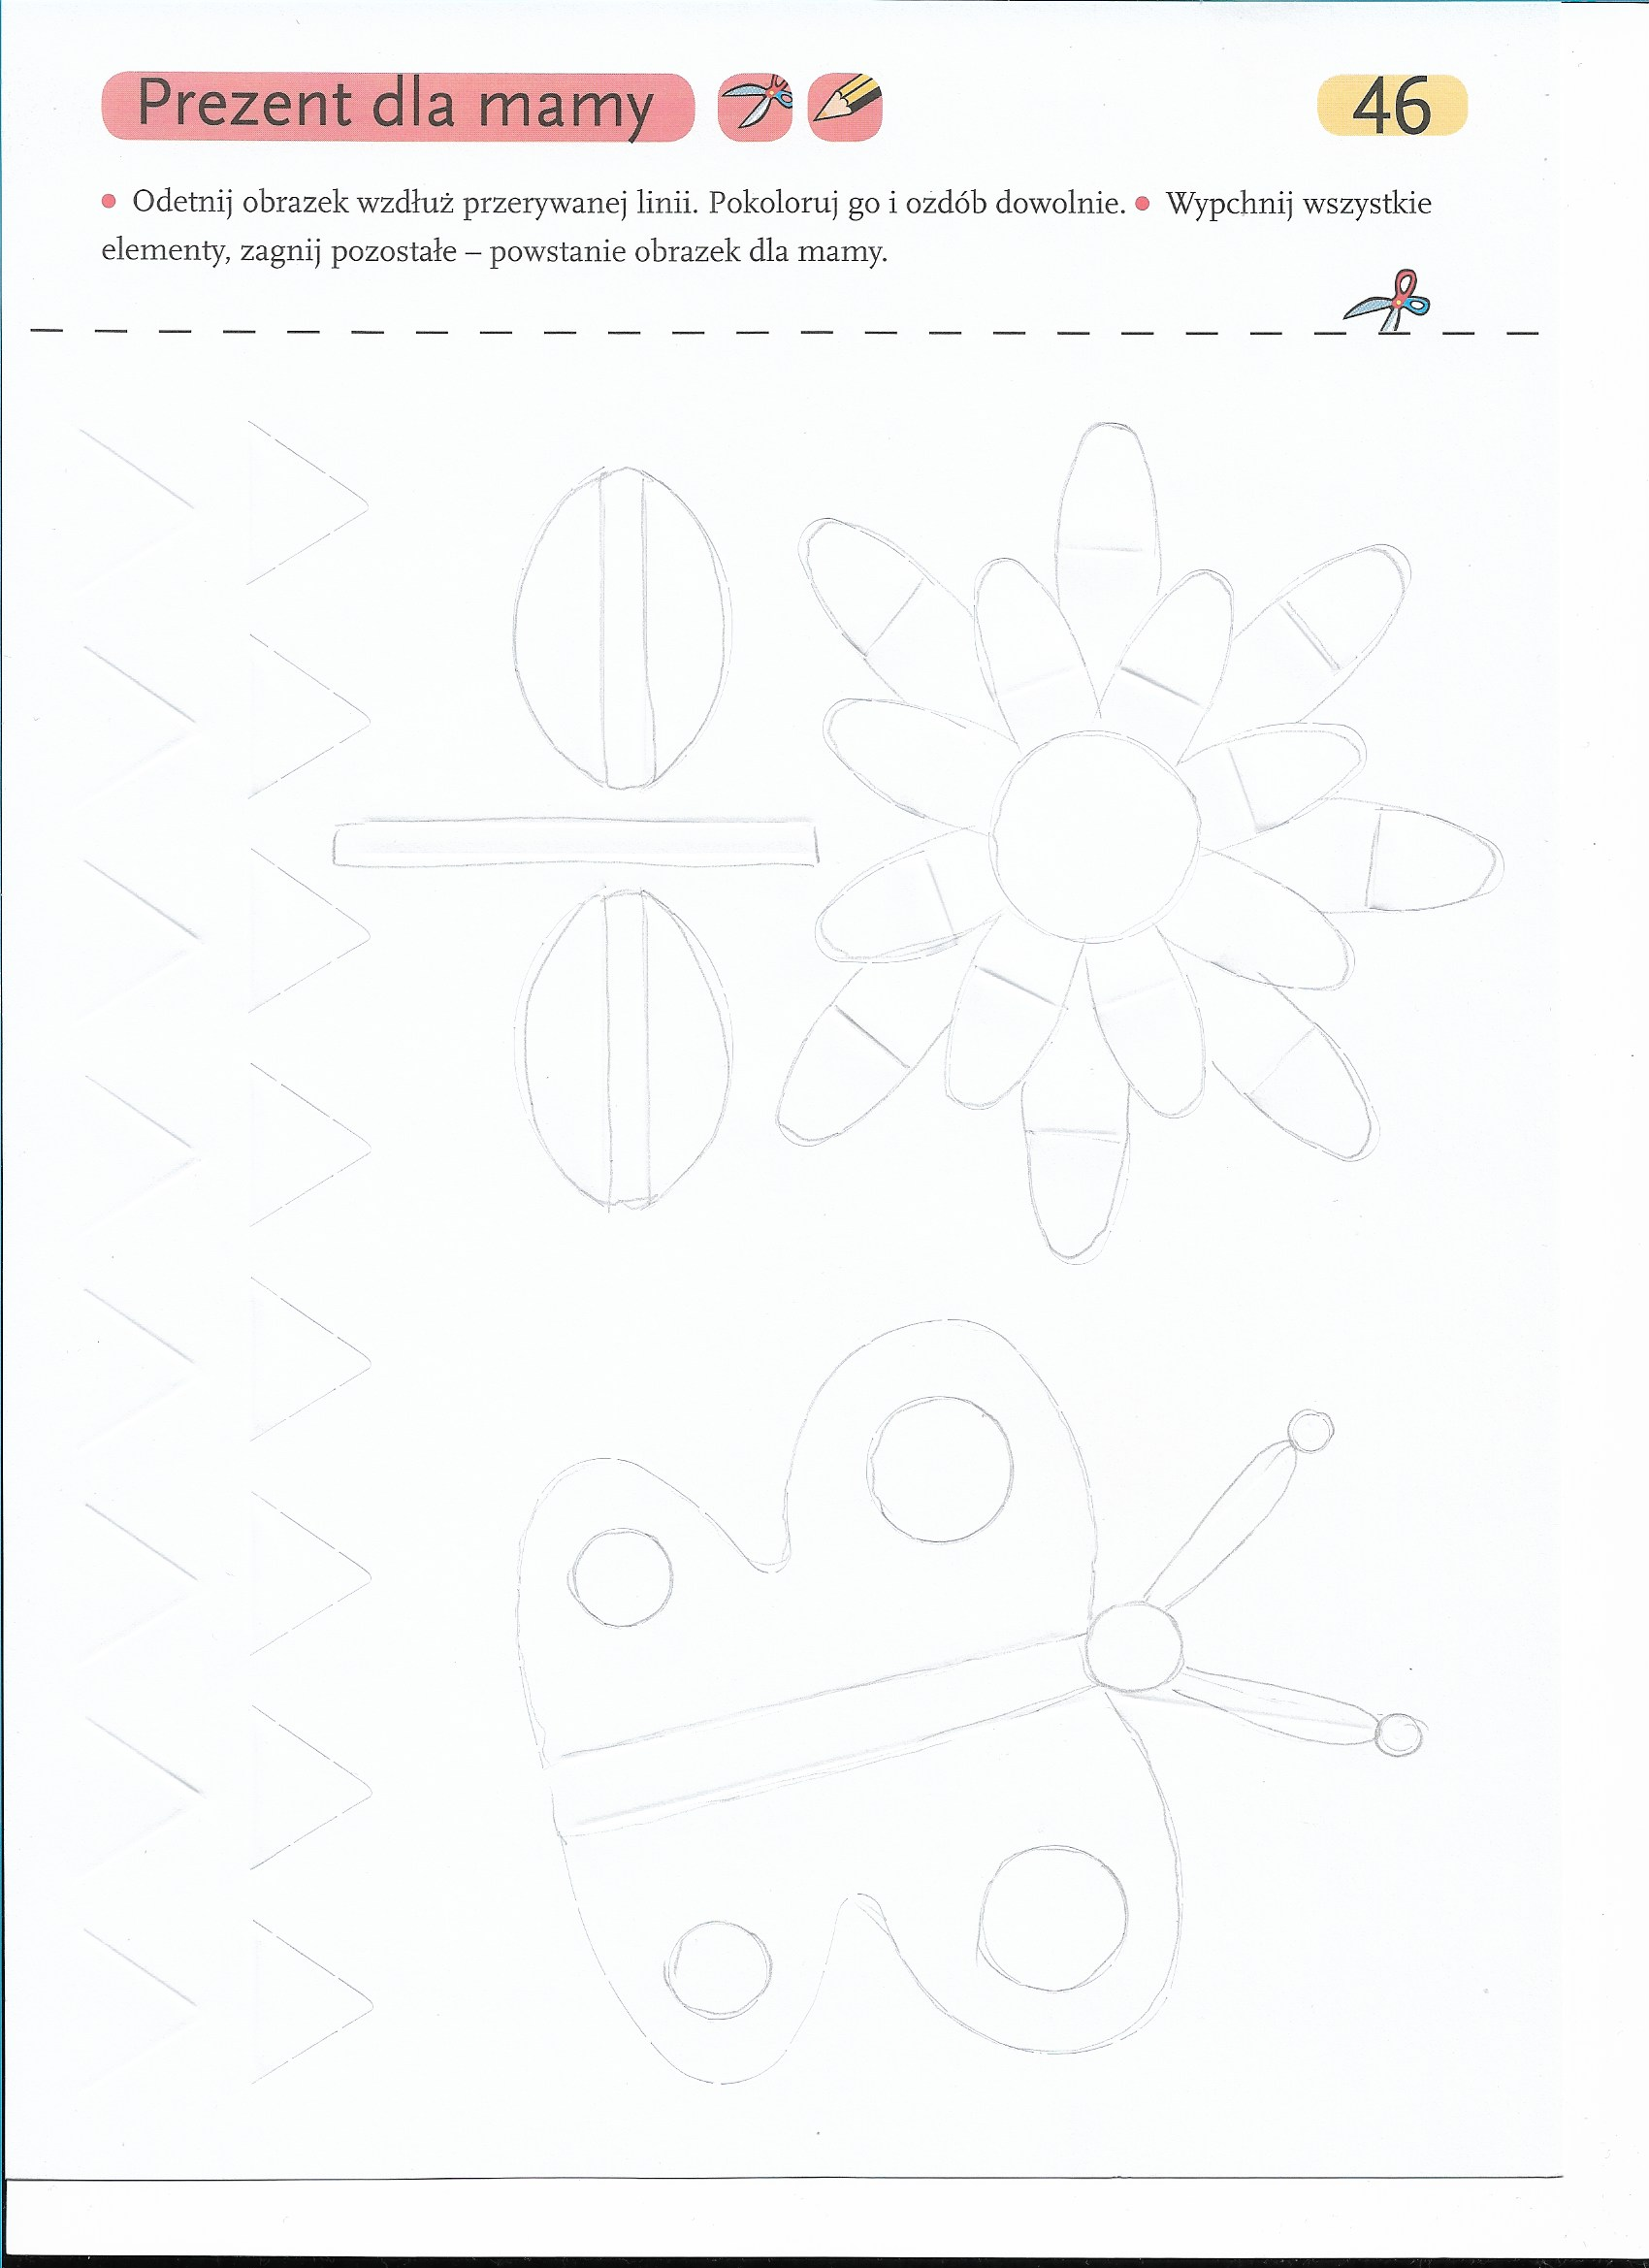 Prezent dla mamy
46
• Odetnij obrazek wzdłuż przerywanej linii. Pokoloruj go i ozdób dowolnie. • Wypchnij wszystkie
elementy, zagnij pozostałe – powstanie obrazek dla mamy.